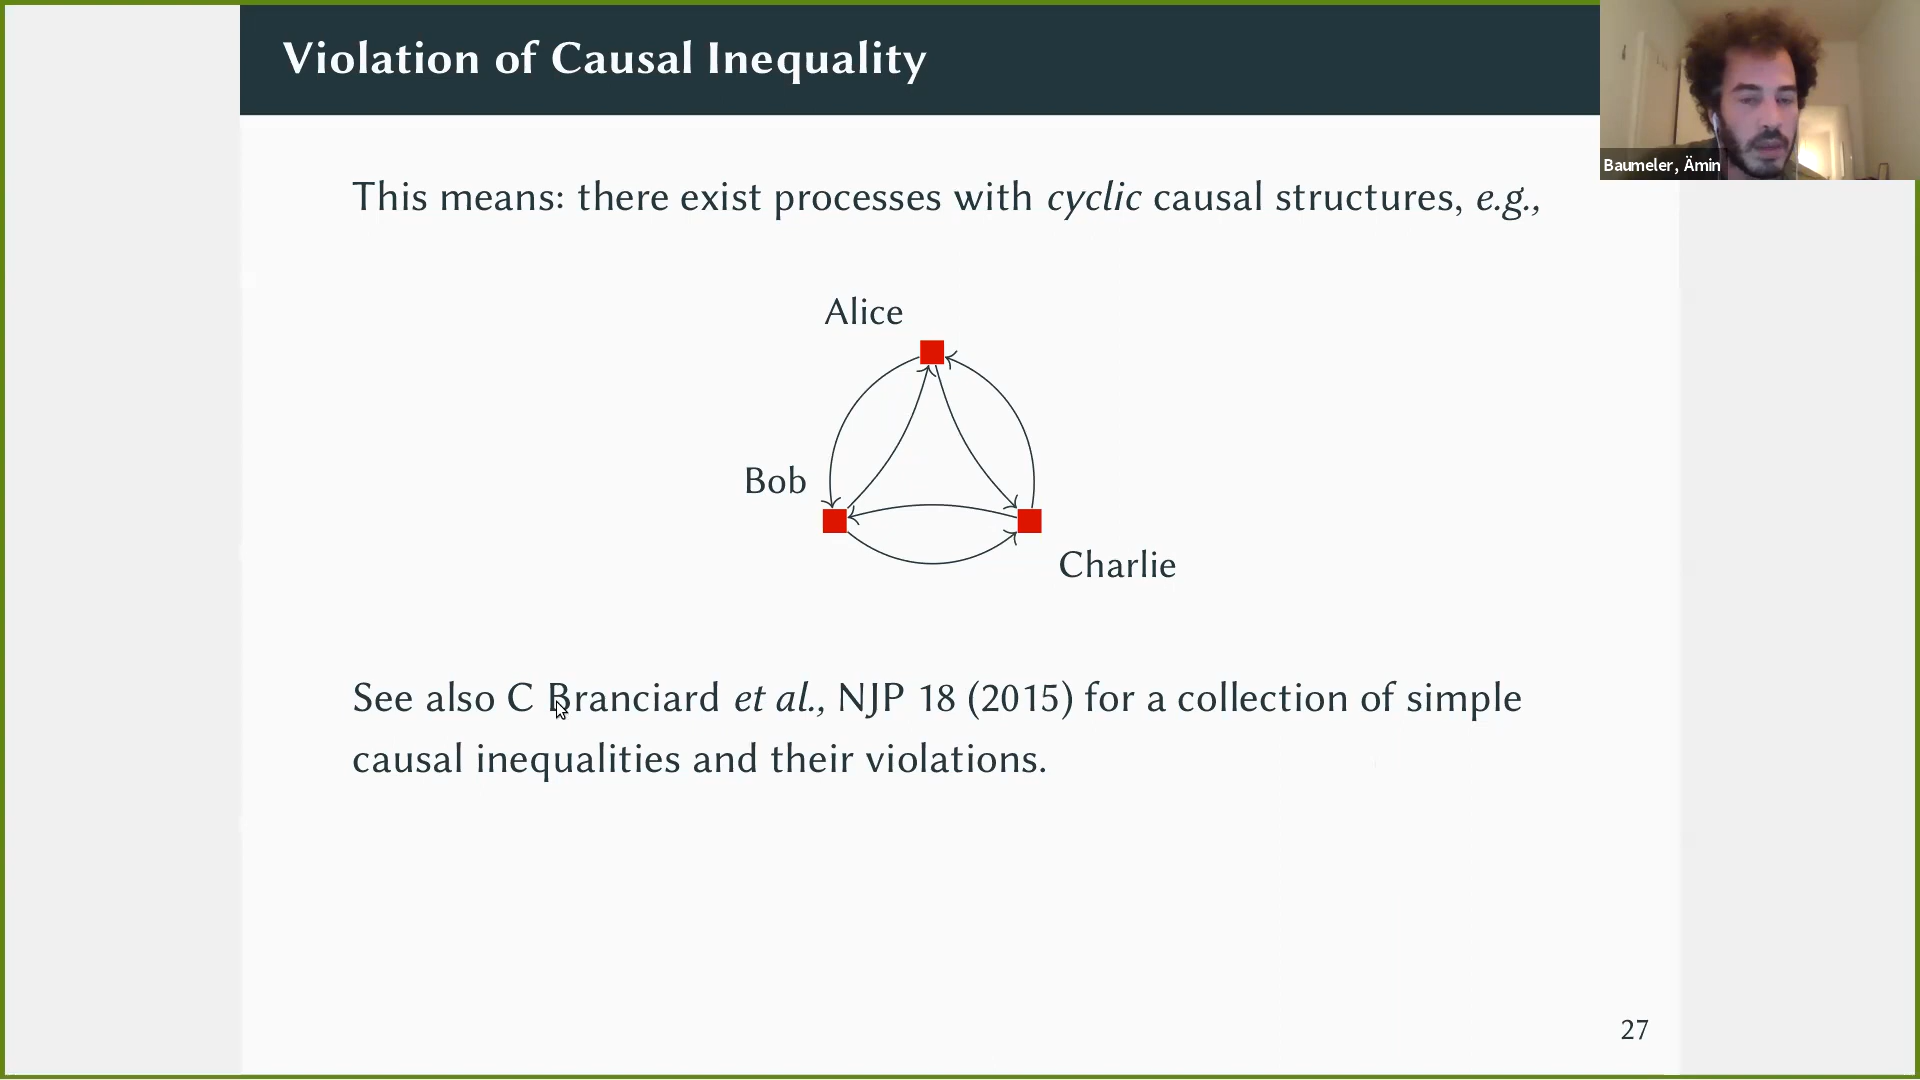 Violation of Causal Inequality
Baumeler, Ämin
This means: there exist processes with cyclic causal structures, e.g.,
Alice
Bob
Charlie
See also C Branciard et al., NJP 18 (2015) for a collection of simple
causal inequalities and their violations.
27